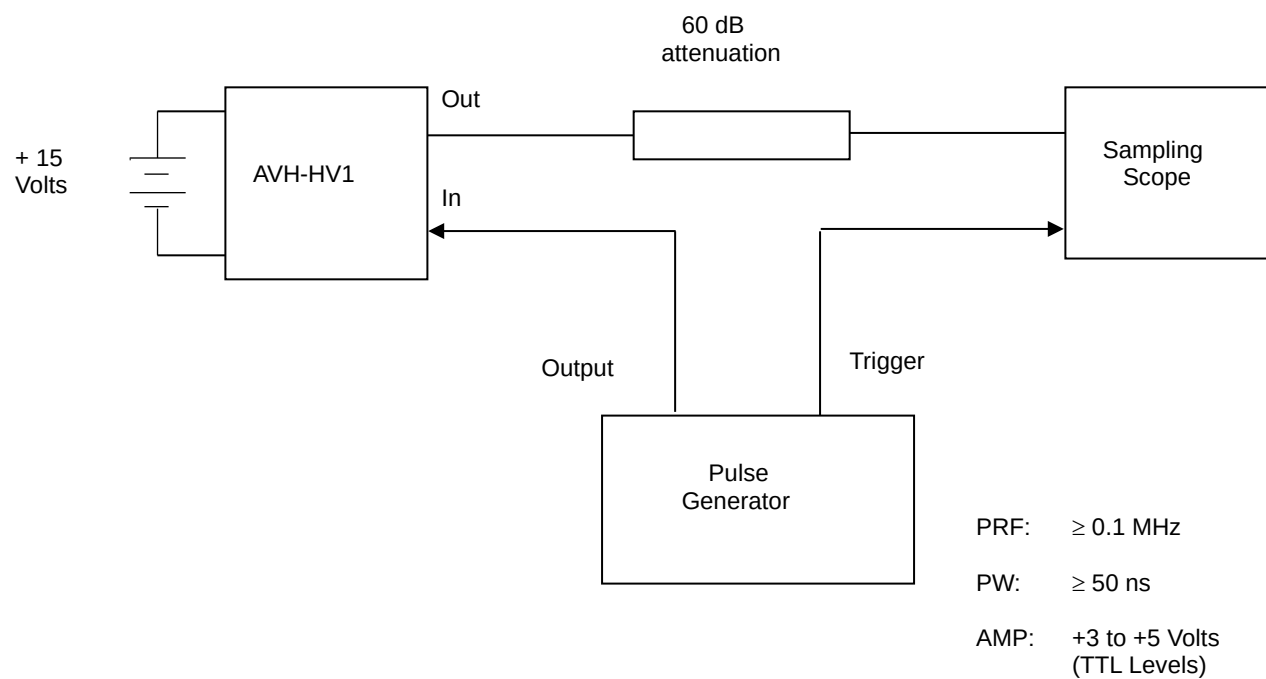 60 dB
attenuation
Out
+ 15
Volts
AVH-HV1
In
Sampling
Scope
Output
Trigger
Pulse
Generator
PRF: ≥ 0.1 MHz
PW: ≥ 50 ns
AMP: +3 to +5 Volts
(TTL Levels)